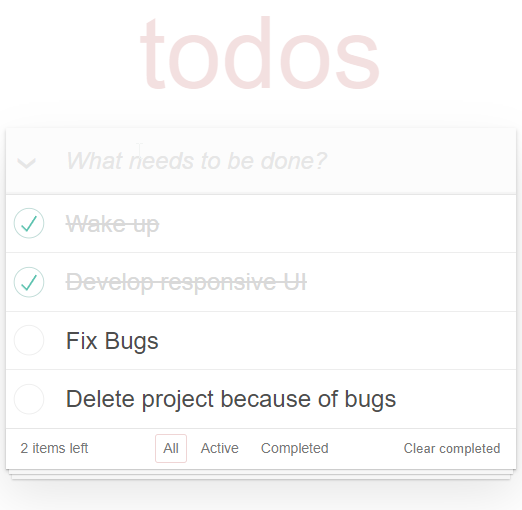 todos
What needs to be done?
Wake up
Develop responsive UI
Fix Bugs
Delete project because of bugs
2 items left All Active Completed Clear completed